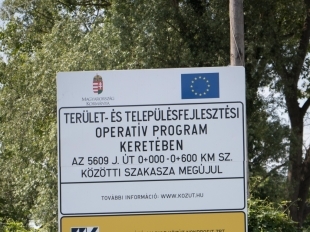 MAGYARORSZÁG
KORMÁNYA
TERÜLET- ÉS TELEPÜLÉSFEJLESZTÉSI
OPERATÍV PROGRAM
KERETÉBEN
AZ 5609 J. ÚT 0+000-0+600 KM SZ.
KÖZÖTTI SZAKASZA MEGÚJUL
TOVÁBBI INFORMÁCIÓ: WWW.KOZUT.HU